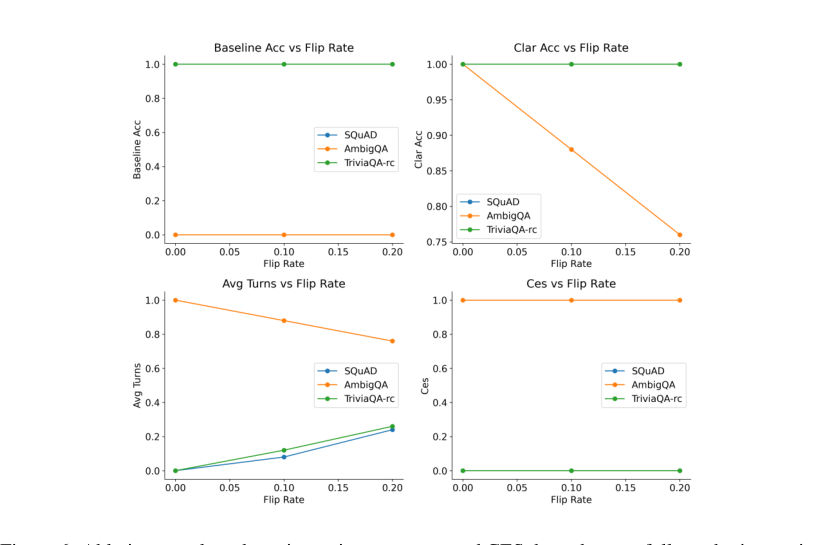 Baseline Acc vs Flip Rate
1.0
0.8
0.6
0.4
0.2
0.0
Baseline Acc
SQuAD
AmbigQA
TriviaQA-rc
0.00 0.05 0.10 0.15 0.20
Flip Rate
Clar Acc vs Flip Rate
1.00
0.95
0.90
0.85
0.80
0.75
Clar Acc
SQuAD
AmbigQA
TriviaQA-rc
0.00 0.05 0.10 0.15 0.20
Flip Rate
Avg Turns vs Flip Rate
1.0
0.8
0.6
0.4
0.2
0.0
Avg Turns
SQuAD
AmbigQA
TriviaQA-rc
0.00 0.05 0.10 0.15 0.20
Flip Rate
Ces vs Flip Rate
1.0
0.8
0.6
0.4
0.2
0.0
Ces
SQuAD
AmbigQA
TriviaQA-rc
0.00 0.05 0.10 0.15 0.20
Flip Rate